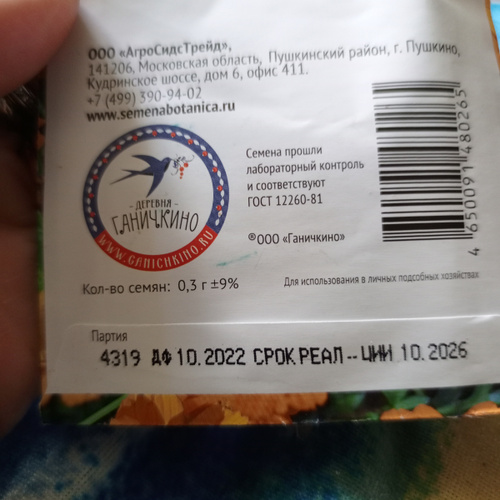 ООО «АгроСидсТрейд»,
141206, Московская область, Пушкинский район, г. Пушкино,
Кудринское шоссе, дом 6, офис 411.
+7 (499) 390-94-02
www.semenabotanica.ru
Семена прошли
лабораторный контроль
и соответствуют
ГОСТ 12260-81
®ООО «Ганичкино»
- ДЕРЕВНЯ -
ГАНИЧКИНО
WWW.GANICHKINO.RU
4 650091 480265
Кол-во семян: 0,3 г ±9%
Для использования в личных подсобных хозяйствах
Партия
4319 ДФ 10.2022 СРОК РЕАЛ--ЦИИ 10.2026